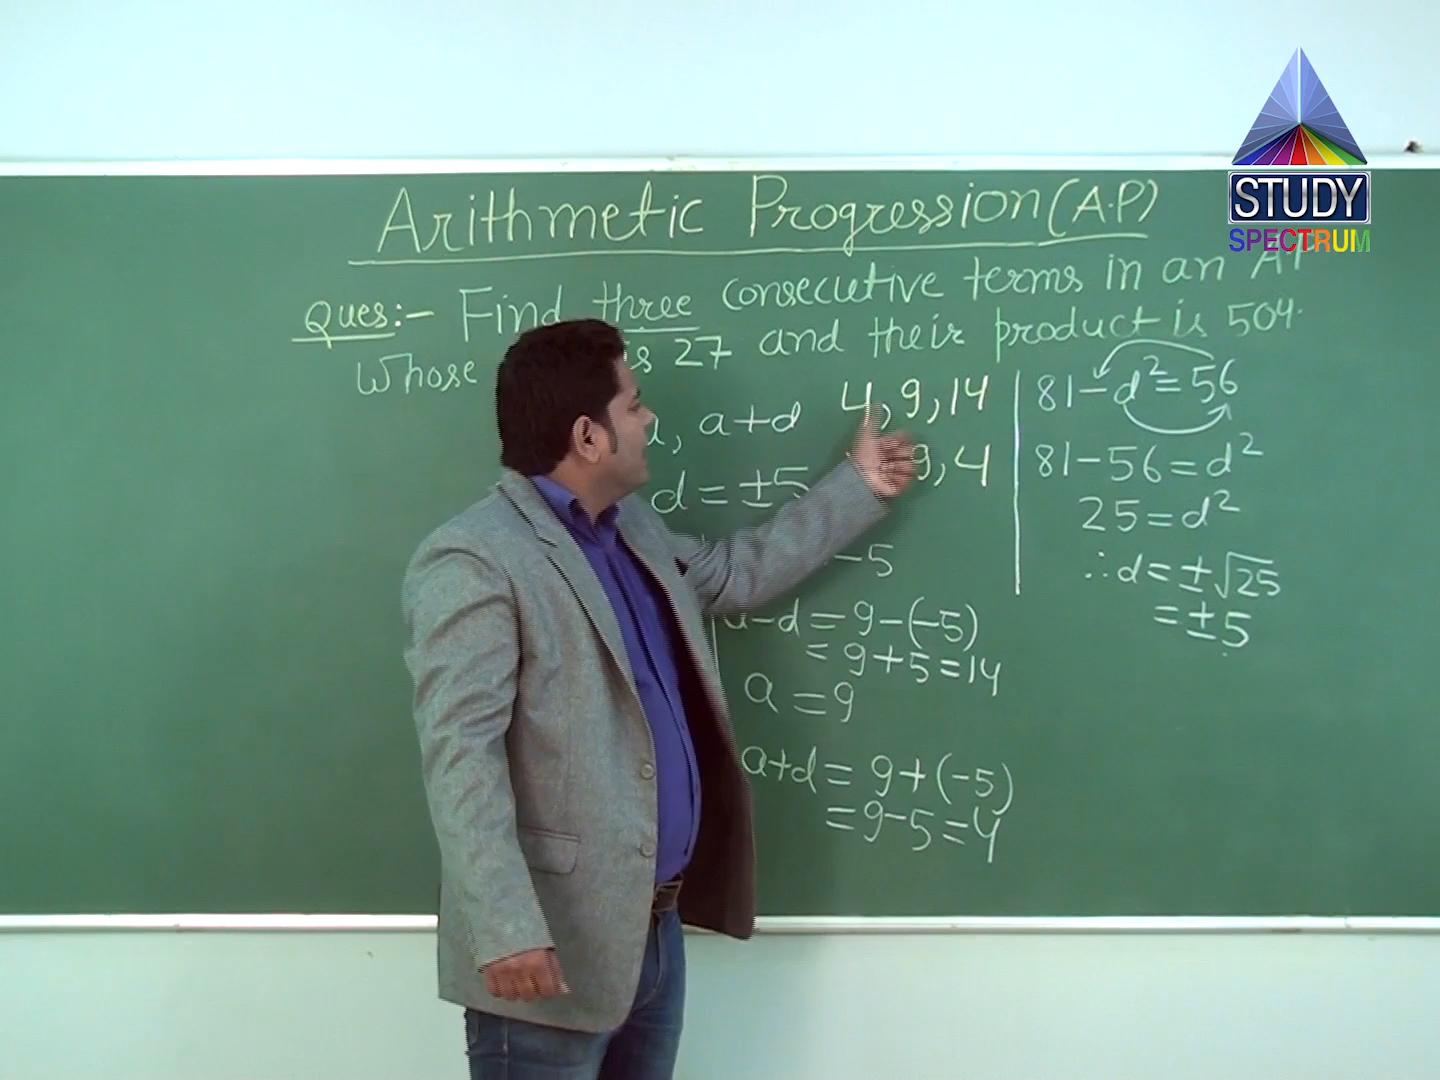 STUDY
SPECTRUM
Arithmetic Progression (A.P)
Ques:- Find three consecutive terms in an AP
Whose is 27 and their product is 504.
a, a+d
d = ±5
4, 9, 14
9, 4
-5
a-d = 9-(-5)
= 9+5=14
a = 9
a+d = 9+(-5)
= 9-5=4
81-d²=56
81-56=d²
25=d²
∴d=±√25
=±5